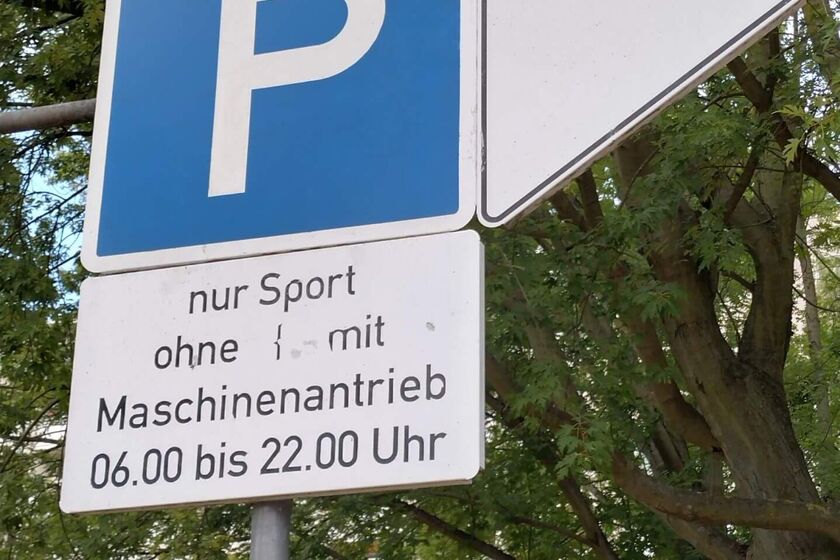 P
nur Sport
ohne mit
Maschinenantrieb
06.00 bis 22.00 Uhr